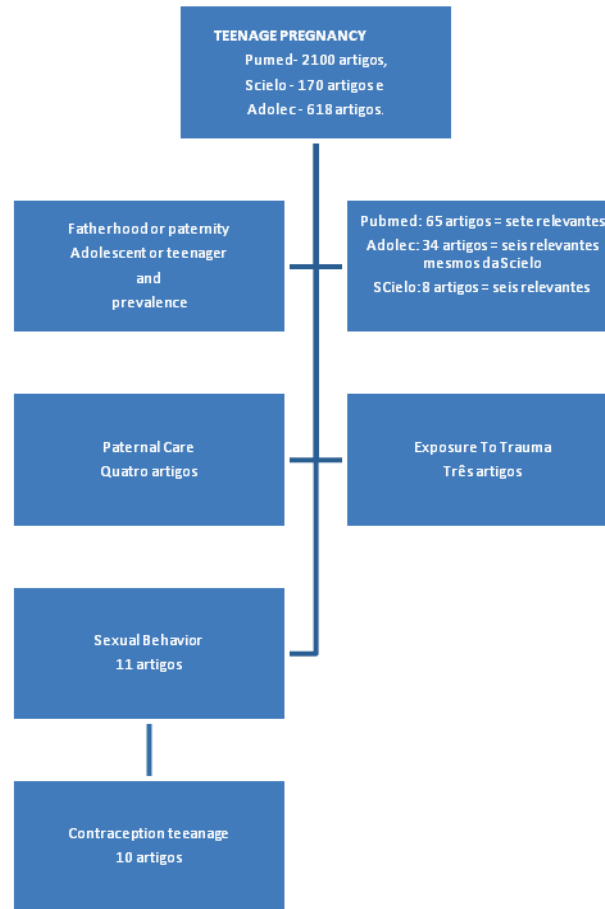 TEENAGE PREGNANCY
Pumed- 2100 artigos,
Scielo - 170 artigos e
Adolec - 618 artigos.
Fatherhood or paternity
Adolescent or teenager
and
prevalence
Pubmed: 65 artigos = sete relevantes
Adolec: 34 artigos = seis relevantes
mesmos da Scielo
SCielo: 8 artigos = seis relevantes
Paternal Care
Quatro artigos
Exposure To Trauma
Três artigos
Sexual Behavior
11 artigos
Contraception teeanage
10 artigos